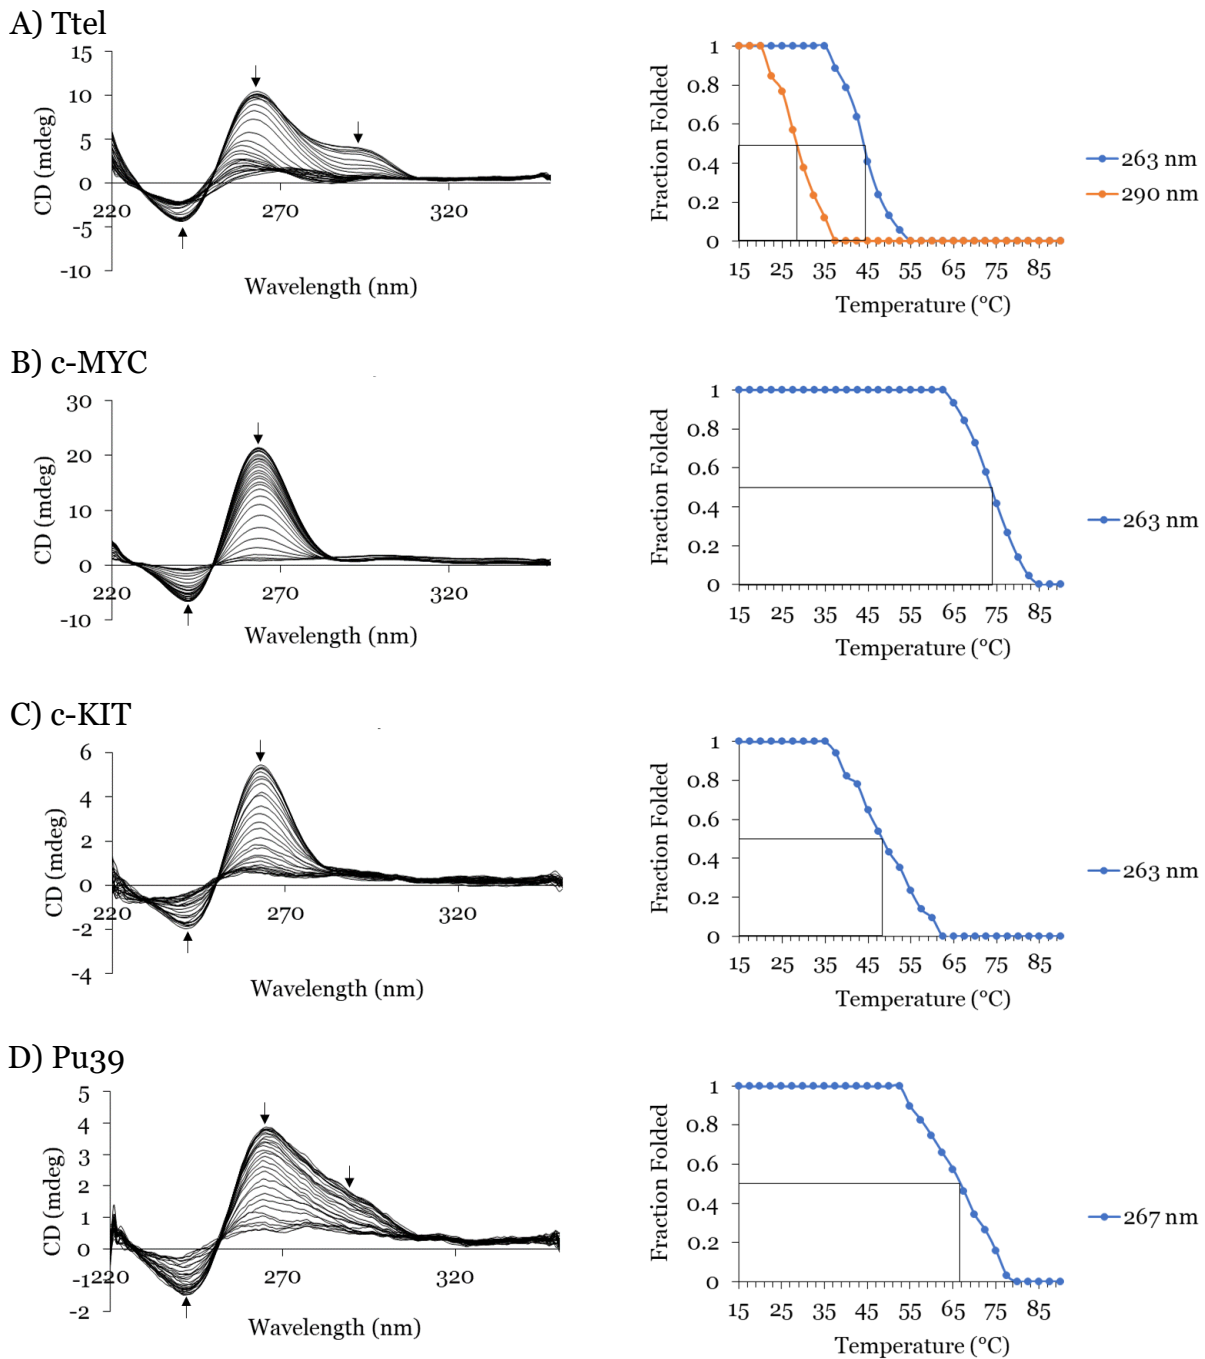 A) Ttel
15
10
5
0
-5
-10
220
270
320
CD (mdeg)
Wavelength (nm)
1
0.8
0.6
0.4
0.2
0
15 25 35 45 55 65 75 85
Fraction Folded
Temperature (°C)
263 nm
290 nm
B) c-MYC
30
20
10
0
-10
220
270
320
CD (mdeg)
Wavelength (nm)
1
0.8
0.6
0.4
0.2
0
15 25 35 45 55 65 75 85
Fraction Folded
Temperature (°C)
263 nm
C) c-KIT
6
4
2
0
-2
-4
220
270
320
CD (mdeg)
Wavelength (nm)
1
0.8
0.6
0.4
0.2
0
15 25 35 45 55 65 75 85
Fraction Folded
Temperature (°C)
263 nm
D) Pu39
5
4
3
2
1
0
-1
-2
220
270
320
CD (mdeg)
Wavelength (nm)
1
0.8
0.6
0.4
0.2
0
15 25 35 45 55 65 75 85
Fraction Folded
Temperature (°C)
267 nm